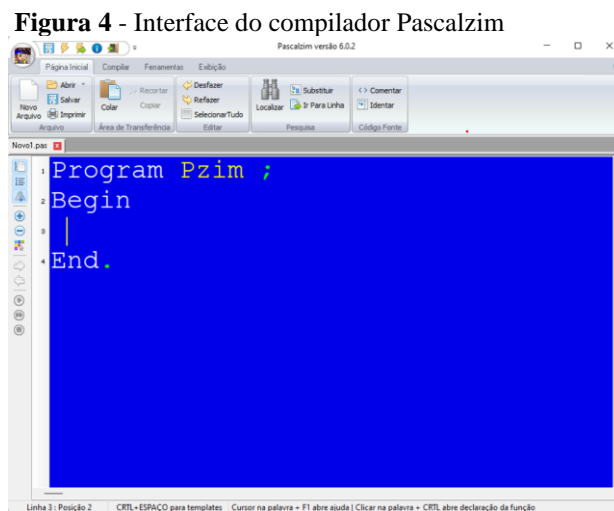 Figura 4 - Interface do compilador Pascalzim
Pascalzim versão 6.0.2
Página Inicial Compilar Ferramentas Exibição
Novo Arquivo
Abrir
Salvar
Imprimir
Arquivo
Colar
Recortar
Copiar
Área de Transferência
Desfazer
Refazer
SelecionarTudo
Editar
Localizar
Substituir
Ir Para Linha
Pesquisa
Comentar
Identar
Código Fonte
Novo1.pas
1 Program Pzim ;
2 Begin
3
4 End.
Linha 3 : Posição 2 CRTL+ESPAÇO para templates Cursor na palavra + F1 abre ajuda | Clicar na palavra + CRTL abre declaração da função